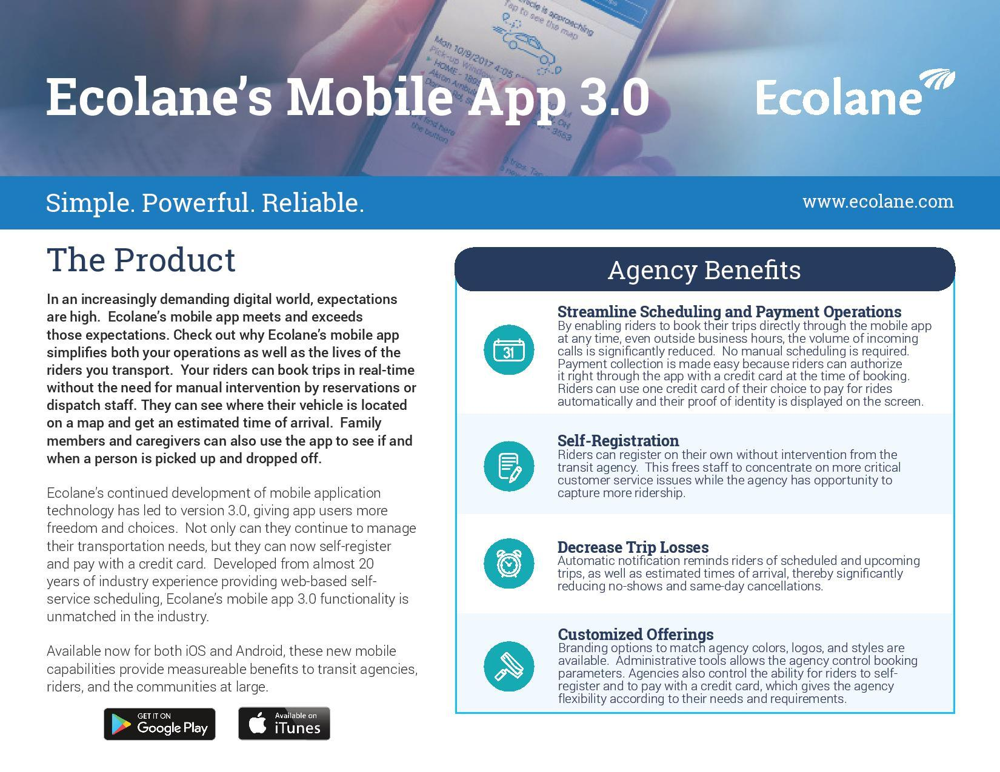 Vehicle is approaching
Tap to see the map
Mon 10/9/2017 4:05
Pick-up Window
HOME
Akron
Ecolane’s Mobile App 3.0
Ecolane
find here
the button
3553
trips.
Simple. Powerful. Reliable.
www.ecolane.com
The Product
In an increasingly demanding digital world, expectations
are high.  Ecolane’s mobile app meets and exceeds
those expectations. Check out why Ecolane’s mobile app
simplifies both your operations as well as the lives of the
riders you transport.  Your riders can book trips in real-time
without the need for manual intervention by reservations or
dispatch staff. They can see where their vehicle is located
on a map and get an estimated time of arrival.  Family
members and caregivers can also use the app to see if and
when a person is picked up and dropped off.
Ecolane’s continued development of mobile application
technology has led to version 3.0, giving app users more
freedom and choices.  Not only can they continue to manage
their transportation needs, but they can now self-register
and pay with a credit card.  Developed from almost 20
years of industry experience providing web-based self-
service scheduling, Ecolane’s mobile app 3.0 functionality is
unmatched in the industry.
Available now for both iOS and Android, these new mobile
capabilities provide measureable benefits to transit agencies,
riders, and the communities at large.
GET IT ON
Google Play
Available on
iTunes
Agency Benefits
31
Streamline Scheduling and Payment Operations
By enabling riders to book their trips directly through the mobile app
at any time, even outside business hours, the volume of incoming
calls is significantly reduced.  No manual scheduling is required.
Payment collection is made easy because riders can authorize
it right through the app with a credit card at the time of booking.
Riders can use one credit card of their choice to pay for rides
automatically and their proof of identity is displayed on the screen.
Self-Registration
Riders can register on their own without intervention from the
transit agency.  This frees staff to concentrate on more critical
customer service issues while the agency has opportunity to
capture more ridership.
Decrease Trip Losses
Automatic notification reminds riders of scheduled and upcoming
trips, as well as estimated times of arrival, thereby significantly
reducing no-shows and same-day cancellations.
Customized Offerings
Branding options to match agency colors, logos, and styles are
available.  Administrative tools allows the agency control booking
parameters. Agencies also control the ability for riders to self-
register and to pay with a credit card, which gives the agency
flexibility according to their needs and requirements.